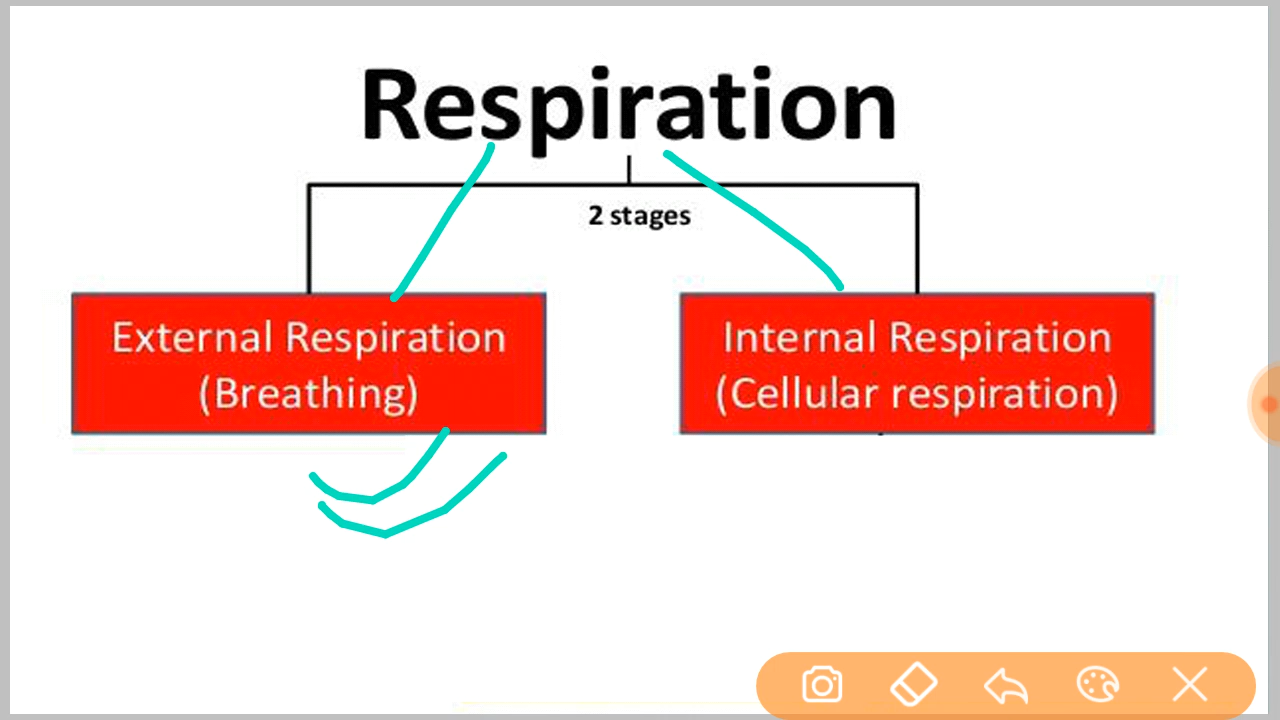 Respiration
2 stages
External Respiration
(Breathing)
Internal Respiration
(Cellular respiration)